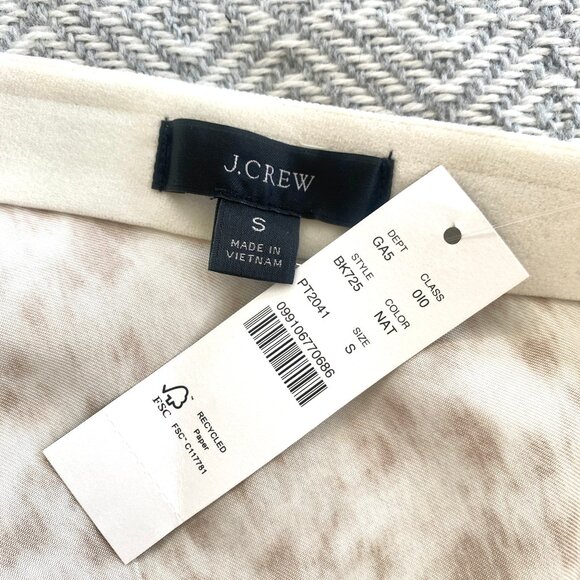 J.CREW
S
MADE IN
VIETNAM
DEPT CLASS
GA5 010
STYLE COLOR
BK725 NAT
SIZE
PT2041 S
099106770686
FSC
RECYCLED
Paper
FSC™ C117781